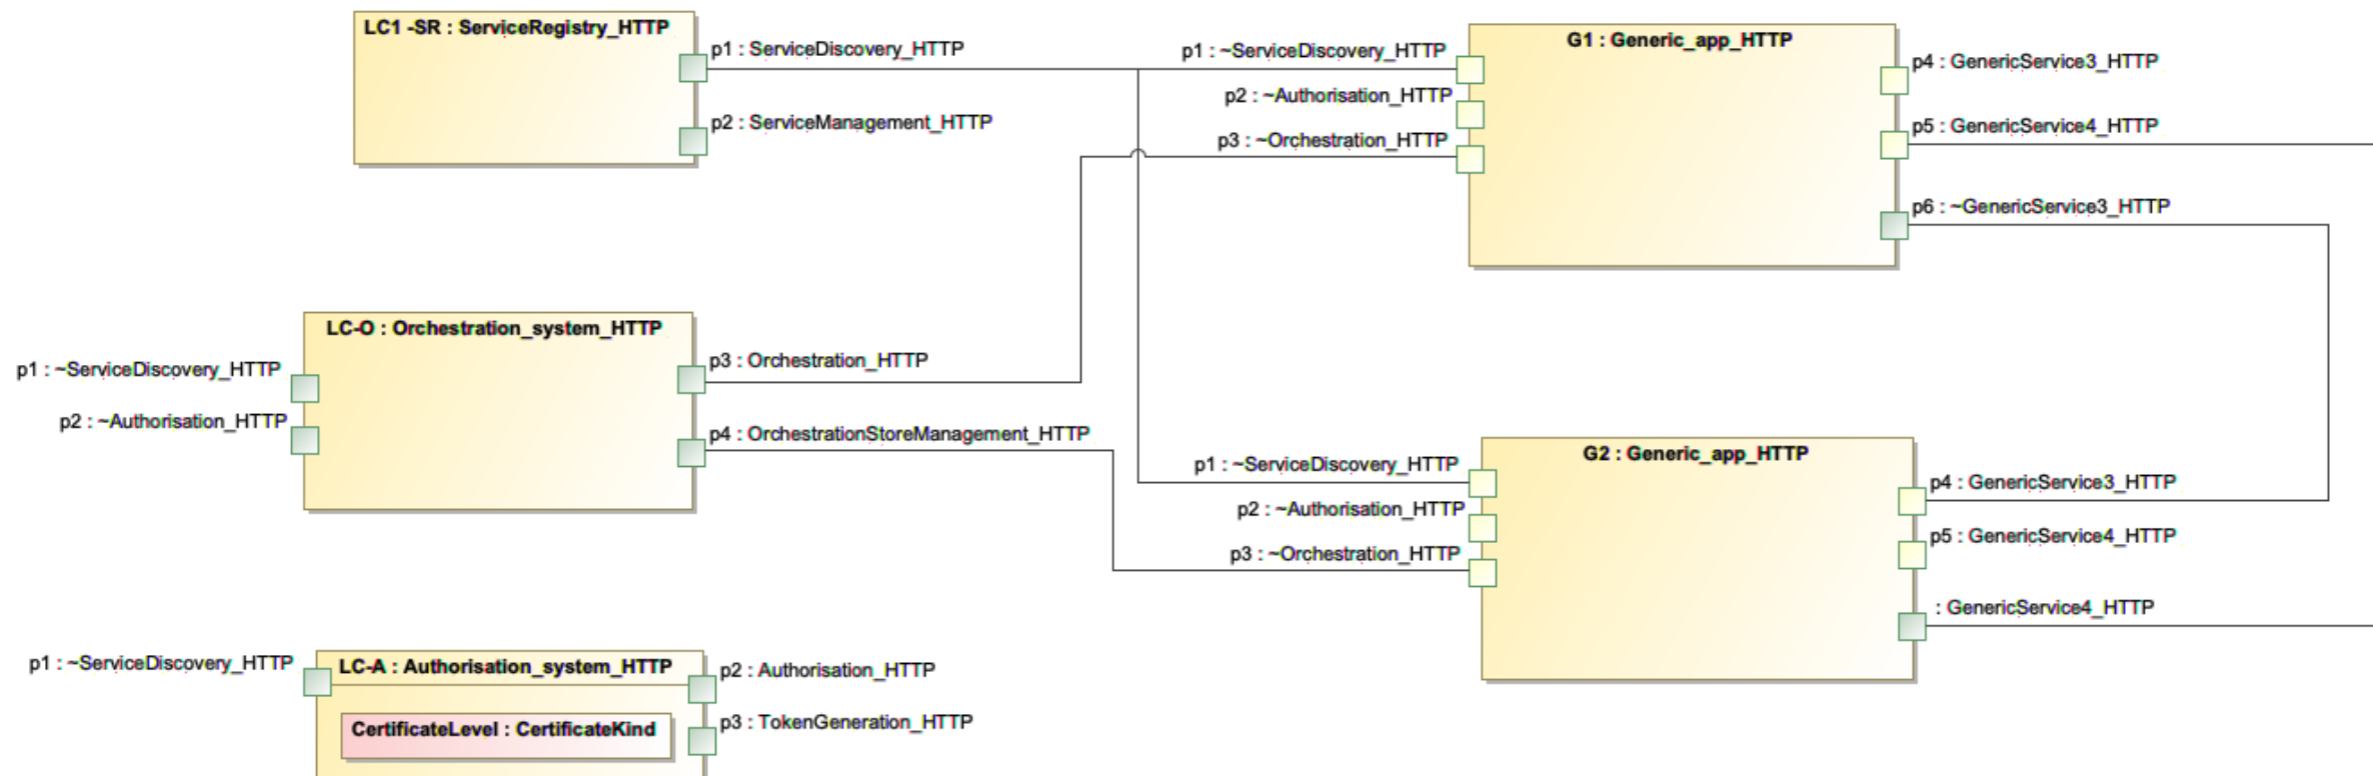 LC1 -SR : ServiceRegistry_HTTP
p1 : ServiceDiscovery_HTTP
p2 : ServiceManagement_HTTP
p1 : ~ServiceDiscovery_HTTP
p2 : ~Authorisation_HTTP
p3 : ~Orchestration_HTTP
G1 : Generic_app_HTTP
p4 : GenericService3_HTTP
p5 : GenericService4_HTTP
p6 : ~GenericService3_HTTP
p1 : ~ServiceDiscovery_HTTP
p2 : ~Authorisation_HTTP
LC-O : Orchestration_system_HTTP
p3 : Orchestration_HTTP
p4 : OrchestrationStoreManagement_HTTP
p1 : ~ServiceDiscovery_HTTP
p2 : ~Authorisation_HTTP
p3 : ~Orchestration_HTTP
G2 : Generic_app_HTTP
p4 : GenericService3_HTTP
p5 : GenericService4_HTTP
: GenericService4_HTTP
p1 : ~ServiceDiscovery_HTTP
LC-A : Authorisation_system_HTTP
CertificateLevel : CertificateKind
p2 : Authorisation_HTTP
p3 : TokenGeneration_HTTP